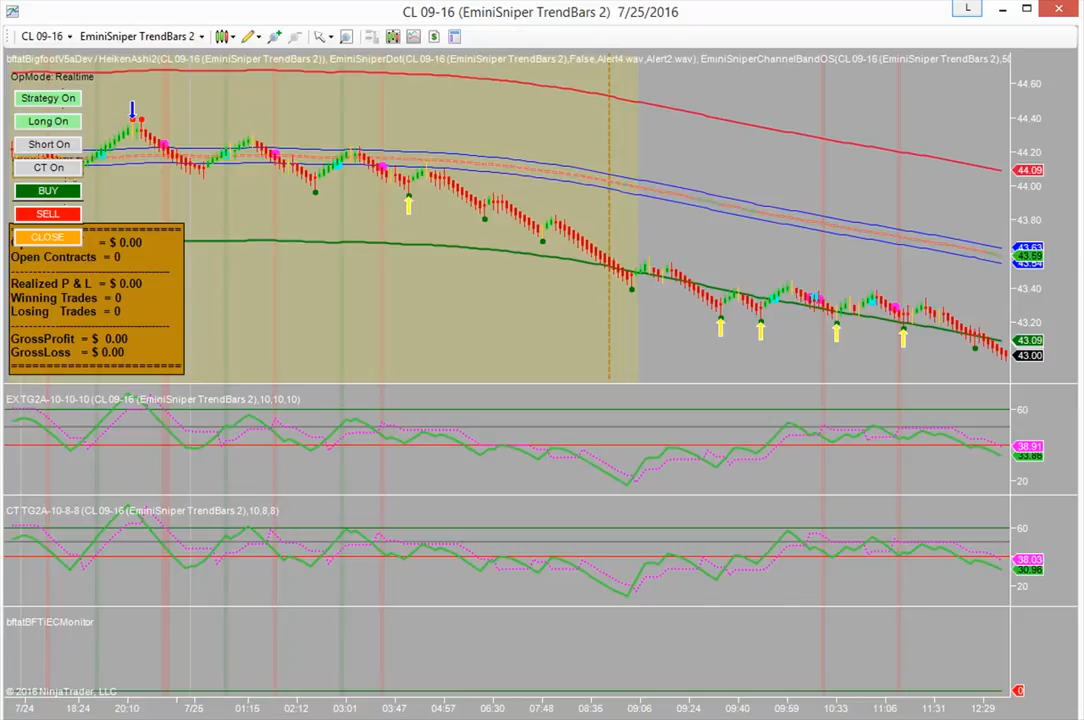 CL 09-16 (EminiSniper TrendBars 2)  7/25/2016
L
CL 09-16
EminiSniper TrendBars 2
bftatBigfootV5aDev / HeikenAshi2(CL 09-16 (EminiSniper TrendBars 2)), EminiSniperDot(CL 09-16 (EminiSniper TrendBars 2),False,Alert4.wav,Alert2.wav), EminiSniperChannelBandOS(CL 09-16 (EminiSniper TrendBars 2),50
OpMode: Realtime
Strategy On
Long On
Short On
CT On
BUY
SELL
CLOSE
= $ 0.00
Open Contracts = 0
Realized P & L = $ 0.00
Winning Trades = 0
Losing Trades = 0
GrossProfit = $ 0.00
GrossLoss = $ 0.00
44.60
44.40
44.20
44.09
44.00
43.80
43.63
43.59
43.40
43.20
43.09
43.00
EXTG2A-10-10-10 (CL 09-16 (EminiSniper TrendBars 2),10,10,10)
60
38.91
33.88
20
CT TG2A-10-8-8 (CL 09-16 (EminiSniper TrendBars 2),10,8,8)
60
38.03
30.96
20
bftatBFTiECMonitor
© 2016 NinjaTrader, LLC
0
7/24 18:24 20:10 7/25 01:15 02:12 03:01 03:47 04:57 06:30 07:48 08:35 09:06 09:24 09:40 09:59 10:33 11:06 11:31 12:29